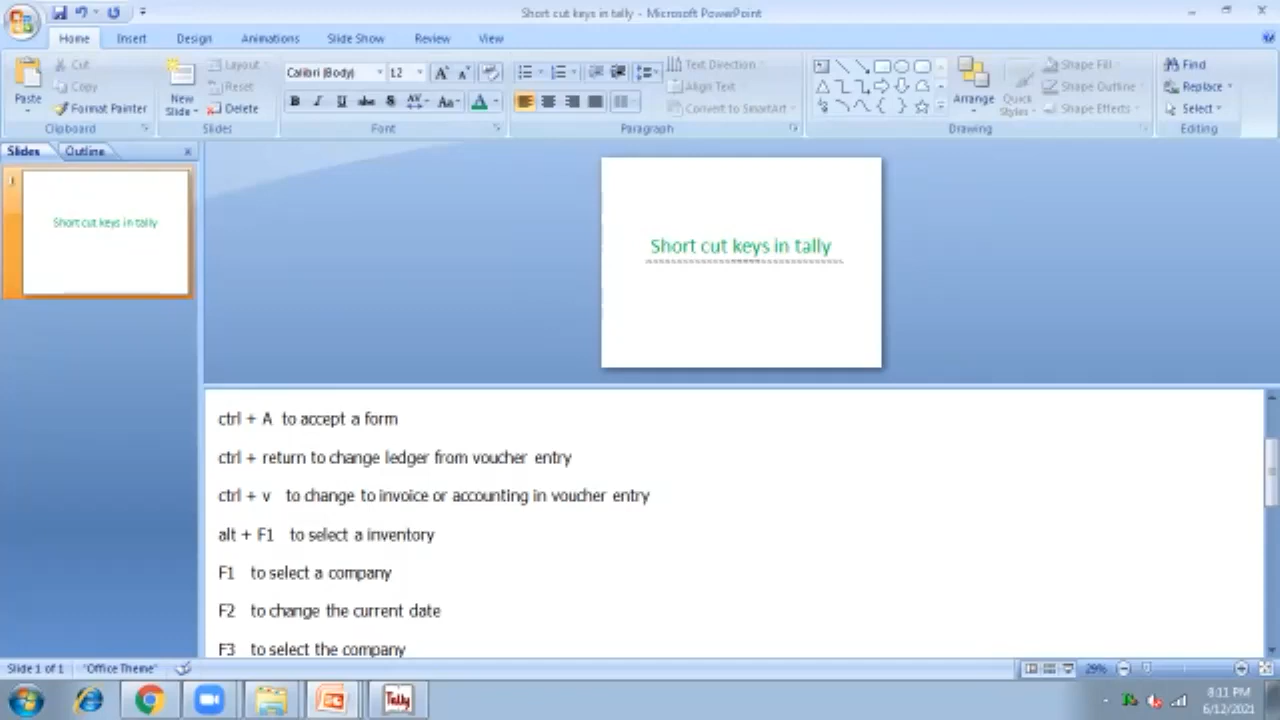 Short cut keys in tally - Microsoft PowerPoint
Home Insert Design Animations Slide Show Review View
Paste
Cut
Copy
Format Painter
Clipboard
New Slide
Layout
Reset
Delete
Slides
Calibri (Body) 12
B I U abc S AV Aa A
Font
Text Direction
Align Text
Convert to SmartArt
Paragraph
Arrange
Quick Styles
Shape Fill
Shape Outline
Shape Effects
Drawing
Find
Replace
Select
Editing
Slides Outline
1
Short cut keys in tally
Short cut keys in tally
ctrl + A to accept a form
ctrl + return to change ledger from voucher entry
ctrl + v to change to invoice or accounting in voucher entry
alt + F1 to select a inventory
F1 to select a company
F2 to change the current date
F3 to select the company
Slide 1 of 1 "Office Theme" 29%
Tally
8:11 PM
6/12/2021